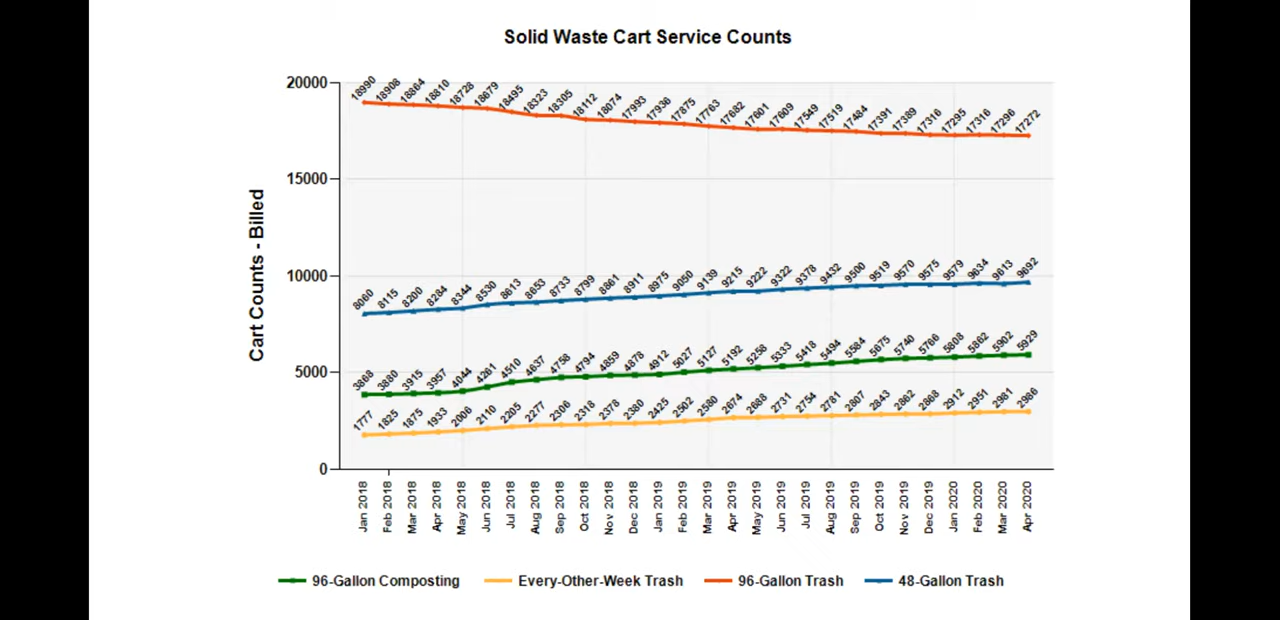 Solid Waste Cart Service Counts
Cart Counts - Billed
20000
15000
10000
5000
0
18990 18908 18864 18810 18728 18679 18495 18323 18305 18112 18074 17993 17936 17875 17763 17682 17601 17609 17549 17519 17484 17391 17389 17316 17295 17316 17296 17272
8060 8115 8200 8284 8344 8530 8613 8653 8733 8799 8861 8911 8975 9050 9139 9215 9222 9322 9378 9432 9500 9519 9570 9575 9579 9634 9613 9692
3868 3880 3915 3957 4044 4261 4510 4637 4758 4794 4859 4878 4912 5027 5127 5192 5258 5333 5418 5494 5584 5675 5740 5766 5808 5862 5902 5929
1777 1825 1875 1933 2006 2110 2205 2277 2306 2318 2378 2380 2425 2502 2580 2674 2688 2731 2754 2781 2807 2843 2862 2868 2912 2951 2981 2986
Jan 2018 Feb 2018 Mar 2018 Apr 2018 May 2018 Jun 2018 Jul 2018 Aug 2018 Sep 2018 Oct 2018 Nov 2018 Dec 2018 Jan 2019 Feb 2019 Mar 2019 Apr 2019 May 2019 Jun 2019 Jul 2019 Aug 2019 Sep 2019 Oct 2019 Nov 2019 Dec 2019 Jan 2020 Feb 2020 Mar 2020 Apr 2020
96-Gallon Composting Every-Other-Week Trash 96-Gallon Trash 48-Gallon Trash